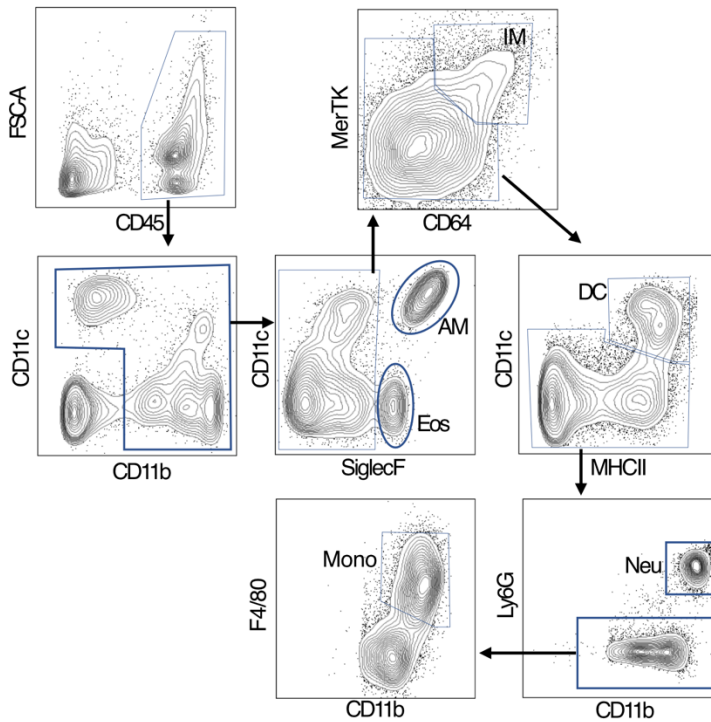 FSCA
CD45
MerTK
IM
CD64
CD11c
CD11b
CD11c
AM
Eos
SiglecF
DC
CD11c
MHCII
F4/80
Mono
CD11b
Ly6G
Neu
CD11b